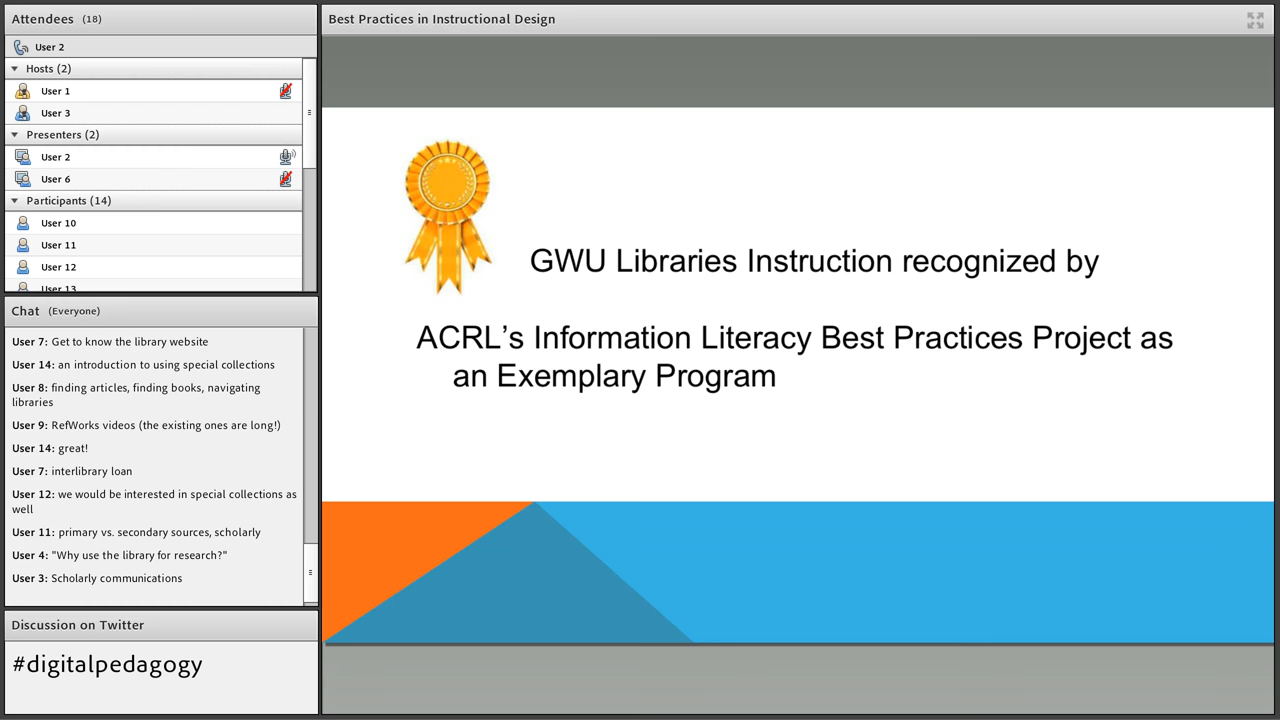 Attendees (18)
User 2
Hosts (2)
User 1
User 3
Presenters (2)
User 2
User 6
Participants (14)
User 10
User 11
User 12
User 13
Chat (Everyone)
User 7: Get to know the library website
User 14: an introduction to using special collections
User 8: finding articles, finding books, navigating
libraries
User 9: RefWorks videos (the existing ones are long!)
User 14: great!
User 7: interlibrary loan
User 12: we would be interested in special collections as
well
User 11: primary vs. secondary sources, scholarly
User 4: "Why use the library for research?"
User 3: Scholarly communications
Discussion on Twitter
#digitalpedagogy
Best Practices in Instructional Design
GWU Libraries Instruction recognized by
ACRL’s Information Literacy Best Practices Project as
an Exemplary Program